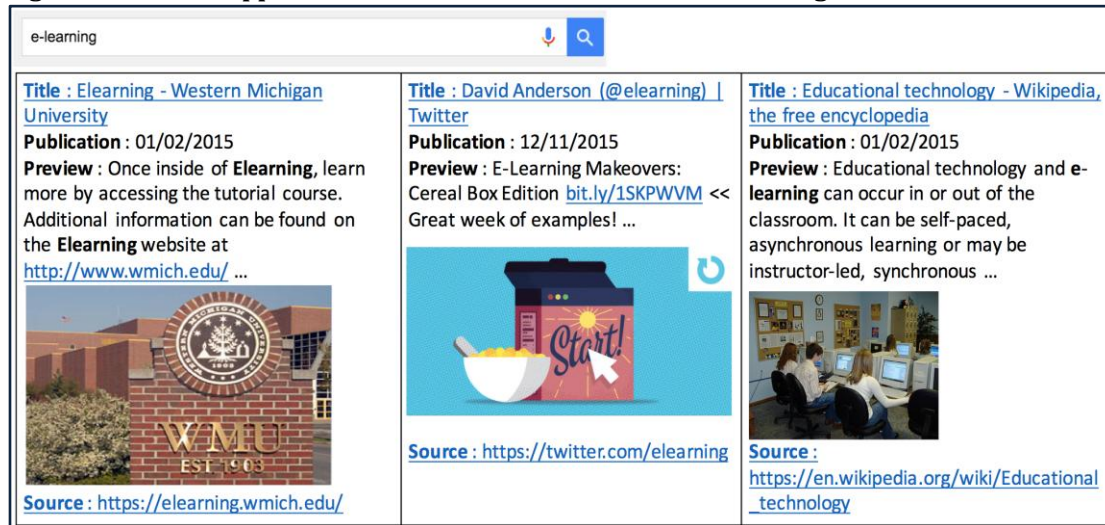 e-learning
Title : Elearning - Western Michigan
University
Publication : 01/02/2015
Preview : Once inside of Elearning, learn
more by accessing the tutorial course.
Additional information can be found on
the Elearning website at
http://www.wmich.edu/ ...
WESTERN MICHIGAN UNIVERSITY
WMU
EST 1903
Source : https://elearning.wmich.edu/
Title : David Anderson (@elearning) |
Twitter
Publication : 12/11/2015
Preview : E-Learning Makeovers:
Cereal Box Edition bit.ly/1SKPWVM <<
Great week of examples! ...
Start!
Source : https://twitter.com/elearning
Title : Educational technology - Wikipedia,
the free encyclopedia
Publication : 01/02/2015
Preview : Educational technology and e-
learning can occur in or out of the
classroom. It can be self-paced,
asynchronous learning or may be
instructor-led, synchronous ...
Source :
https://en.wikipedia.org/wiki/Educational
_technology